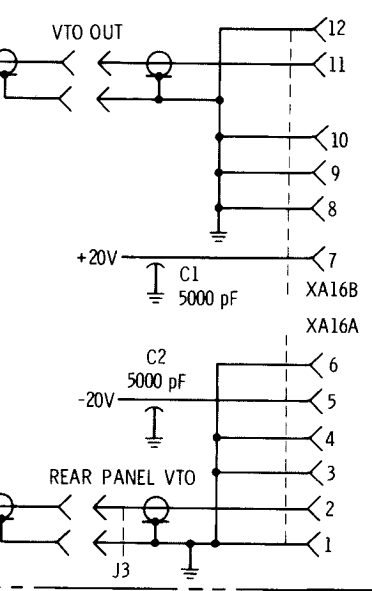 VTO OUT
12
11
10
9
8
+20V
7
C1
5000 pF
XA16B
XA16A
C2
5000 pF
6
-20V
5
4
3
REAR PANEL VTO
2
1
J3